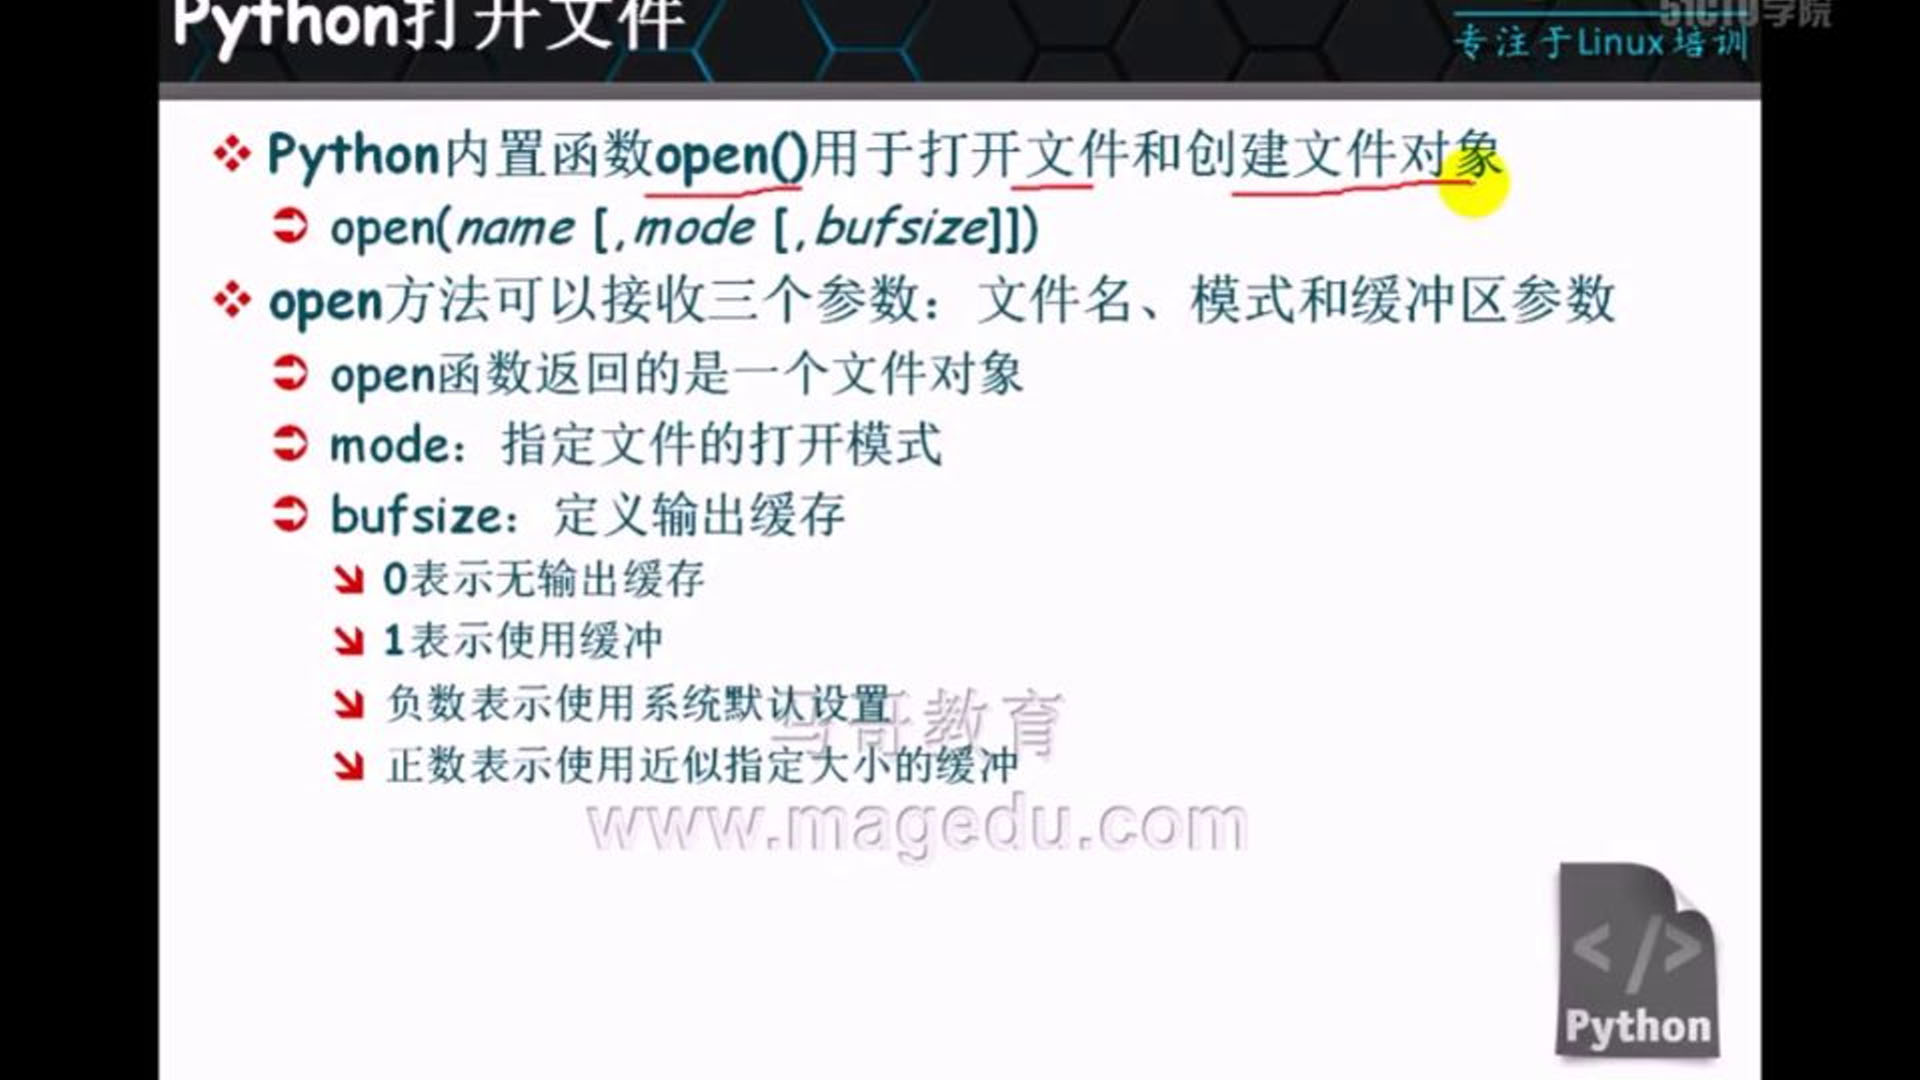 Python打开文件
51CTO学院
专注于Linux培训
Python内置函数open()用于打开文件和创建文件对象
open(name [,mode [,bufsize]])
open方法可以接收三个参数：文件名、模式和缓冲区参数
open函数返回的是一个文件对象
mode：指定文件的打开模式
bufsize：定义输出缓存
0表示无输出缓存
1表示使用缓冲
负数表示使用系统默认设置
正数表示使用近似指定大小的缓冲
马哥教育
www.magedu.com
</>
Python